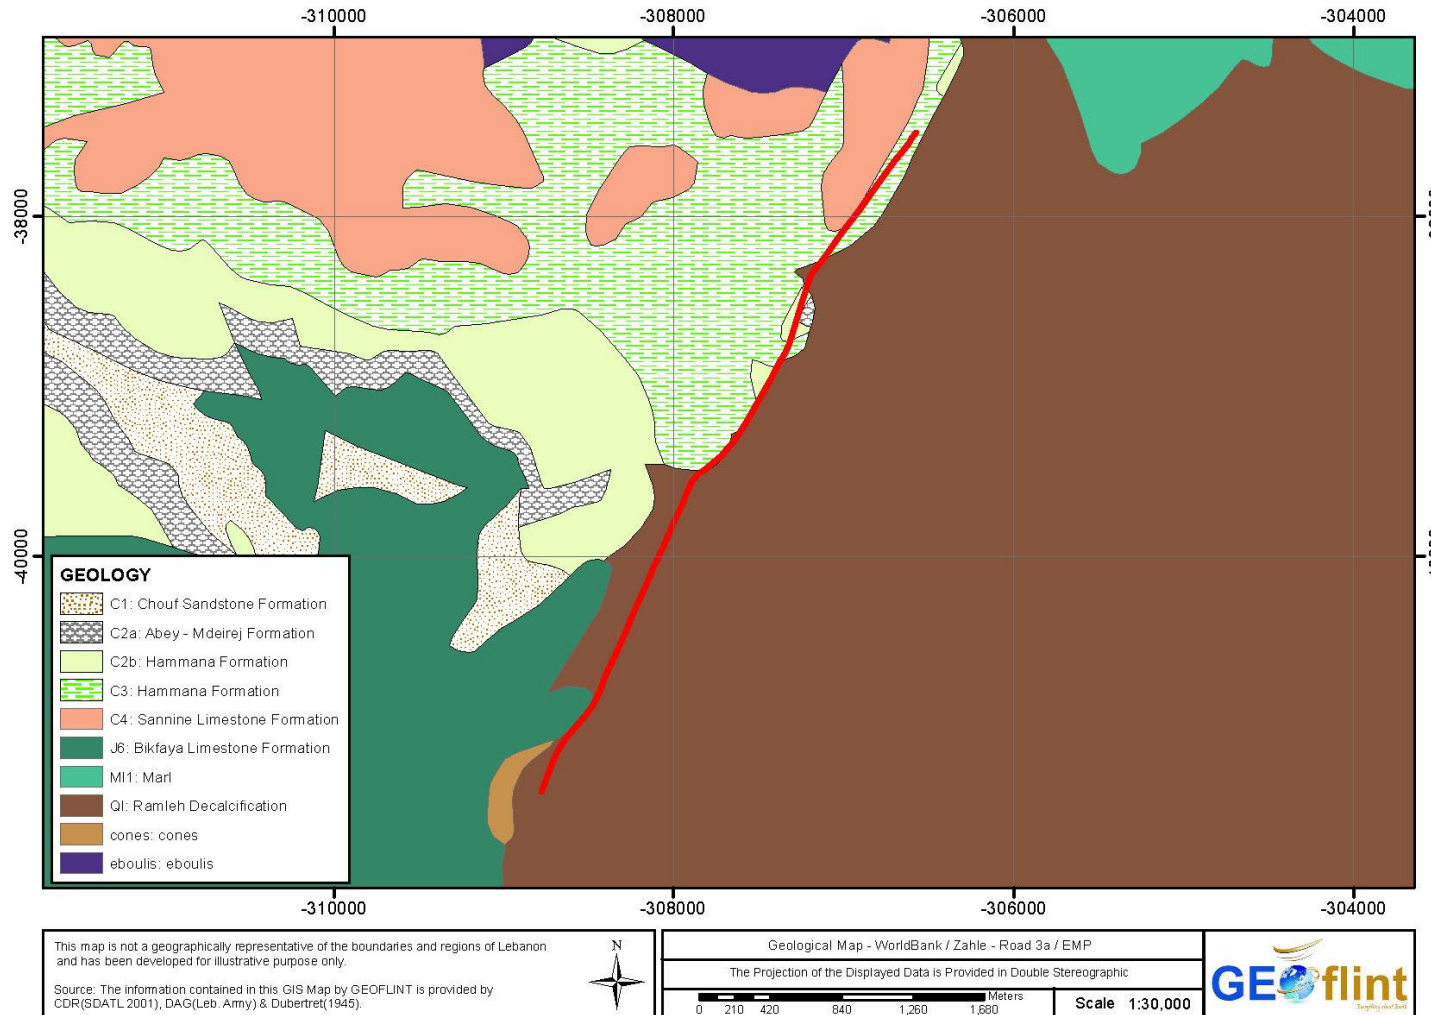 -310000 -308000 -306000 -304000
-38000
-40000
GEOLOGY
C1: Chouf Sandstone Formation
C2a: Abey - Mdeirej Formation
C2b: Hammana Formation
C3: Hammana Formation
C4: Sannine Limestone Formation
J6: Bikfaya Limestone Formation
MI1: Marl
QI: Ramleh Decalcification
cones: cones
eboulis: eboulis
-310000 -308000 -306000 -304000
This map is not a geographically representative of the boundaries and regions of Lebanon
and has been developed for illustrative purpose only.
Source: The information contained in this GIS Map by GEOFLINT is provided by
CDR(SDATL 2001), DAG(Leb. Army) & Dubertret(1945).
N
Geological Map - WorldBank / Zahle - Road 3a / EMP
The Projection of the Displayed Data is Provided in Double Stereographic
Meters
0 210 420 840 1,260 1,680
Scale 1:30,000
GEOflint